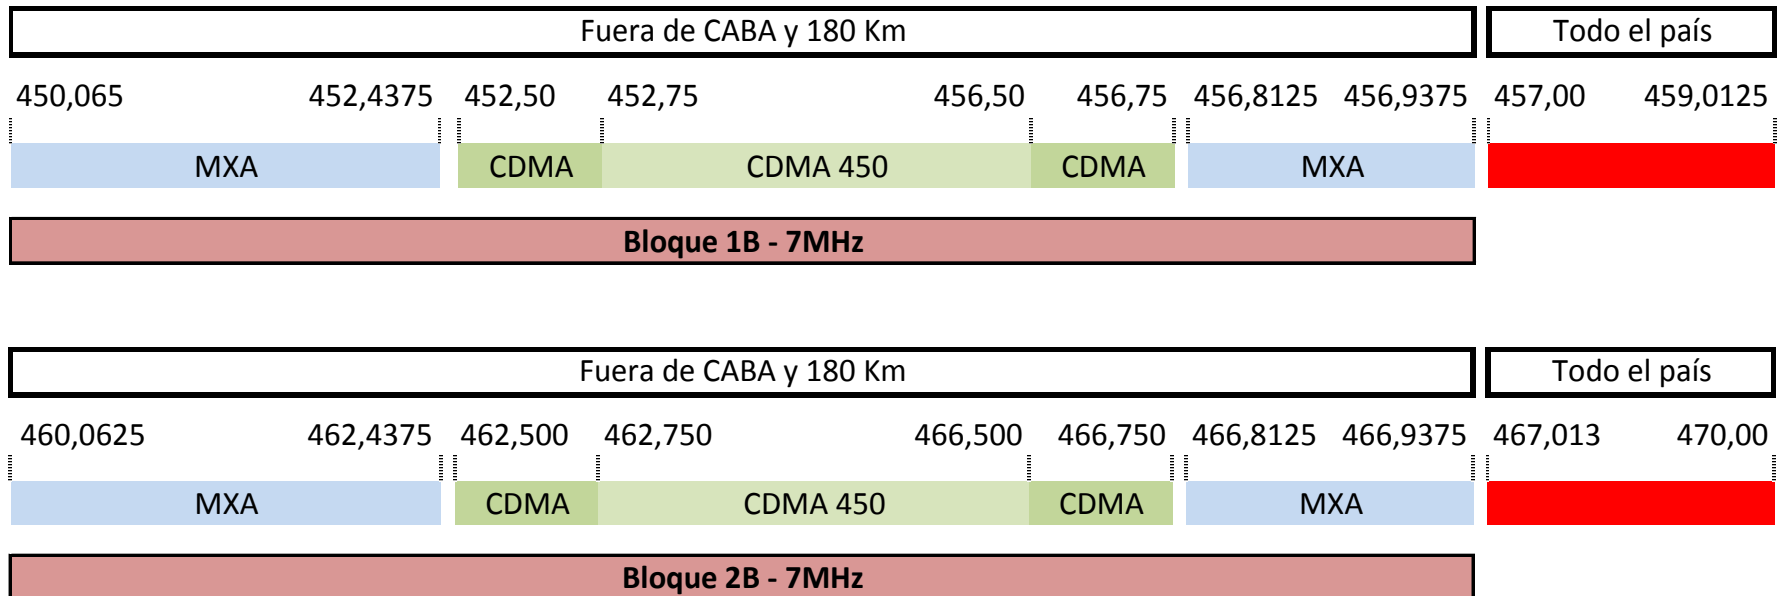 Fuera de CABA y 180 Km Todo el país
450,065 452,4375 452,50 452,75 456,50 456,75 456,8125 456,9375 457,00 459,0125
MXA CDMA CDMA 450 CDMA MXA
Bloque 1B - 7MHz
Fuera de CABA y 180 Km Todo el país
460,0625 462,4375 462,500 462,750 466,500 466,750 466,8125 466,9375 467,013 470,00
MXA CDMA CDMA 450 CDMA MXA
Bloque 2B - 7MHz